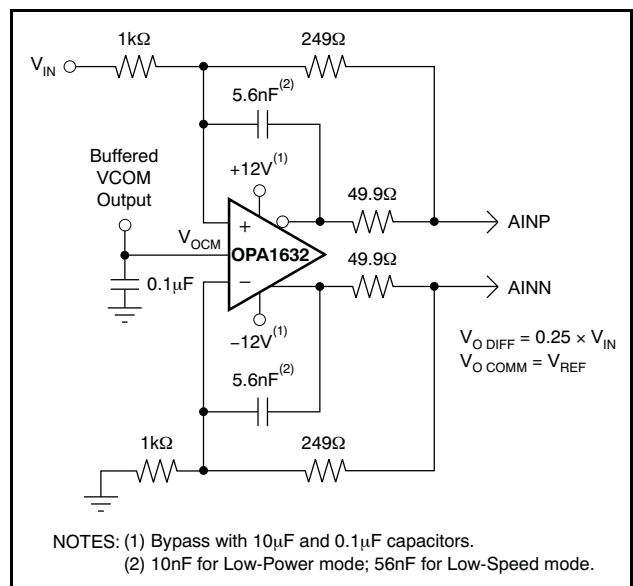 1kΩ
249Ω
V_IN
5.6nF(2)
Buffered
VCOM
Output
+12V(1)
49.9Ω
AINP
V_OCM
+
OPA1632
−
0.1µF
49.9Ω
AINN
−12V(1)
V_O DIFF = 0.25 × V_IN
V_O COMM = V_REF
5.6nF(2)
1kΩ
249Ω
NOTES: (1) Bypass with 10µF and 0.1µF capacitors.
(2) 10nF for Low-Power mode; 56nF for Low-Speed mode.